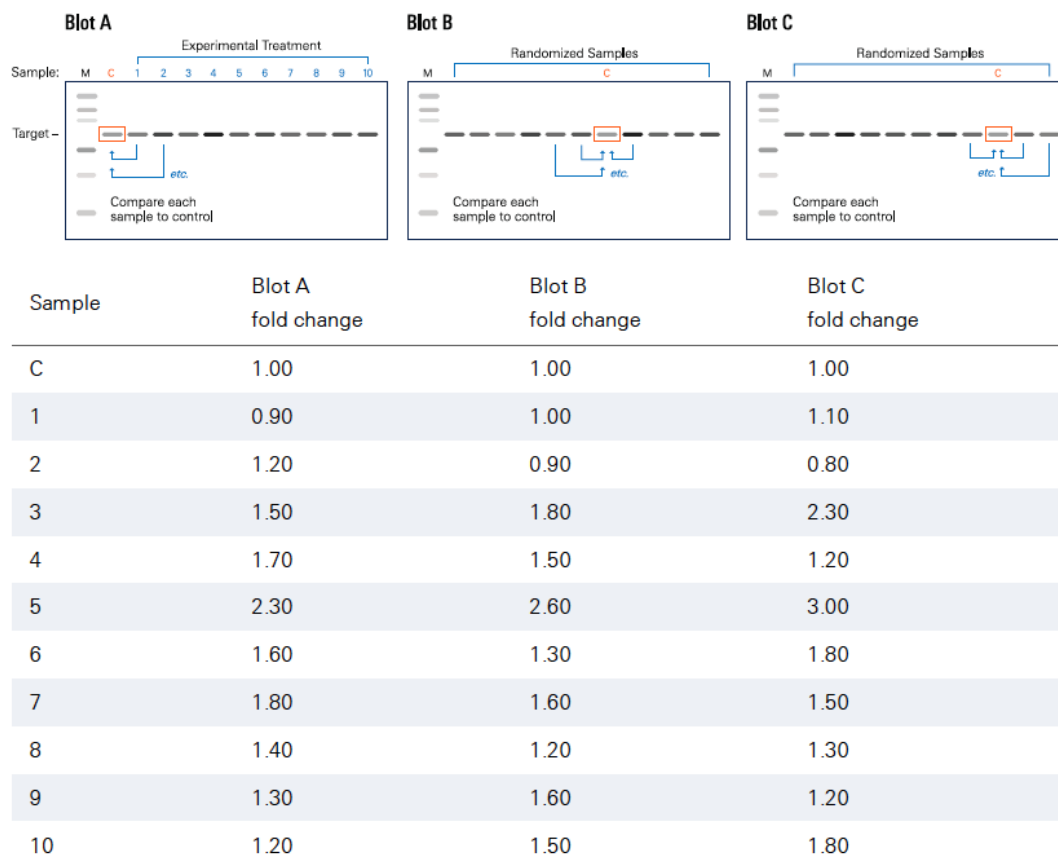 Blot A
Experimental Treatment
Sample: M C 1 2 3 4 5 6 7 8 9 10
Target –
etc.
Compare each
sample to control
Blot B
Randomized Samples
M C
etc.
Compare each
sample to control
Blot C
Randomized Samples
M C
etc.
Compare each
sample to control
Sample Blot A fold change Blot B fold change Blot C fold change
C 1.00 1.00 1.00
1 0.90 1.00 1.10
2 1.20 0.90 0.80
3 1.50 1.80 2.30
4 1.70 1.50 1.20
5 2.30 2.60 3.00
6 1.60 1.30 1.80
7 1.80 1.60 1.50
8 1.40 1.20 1.30
9 1.30 1.60 1.20
10 1.20 1.50 1.80